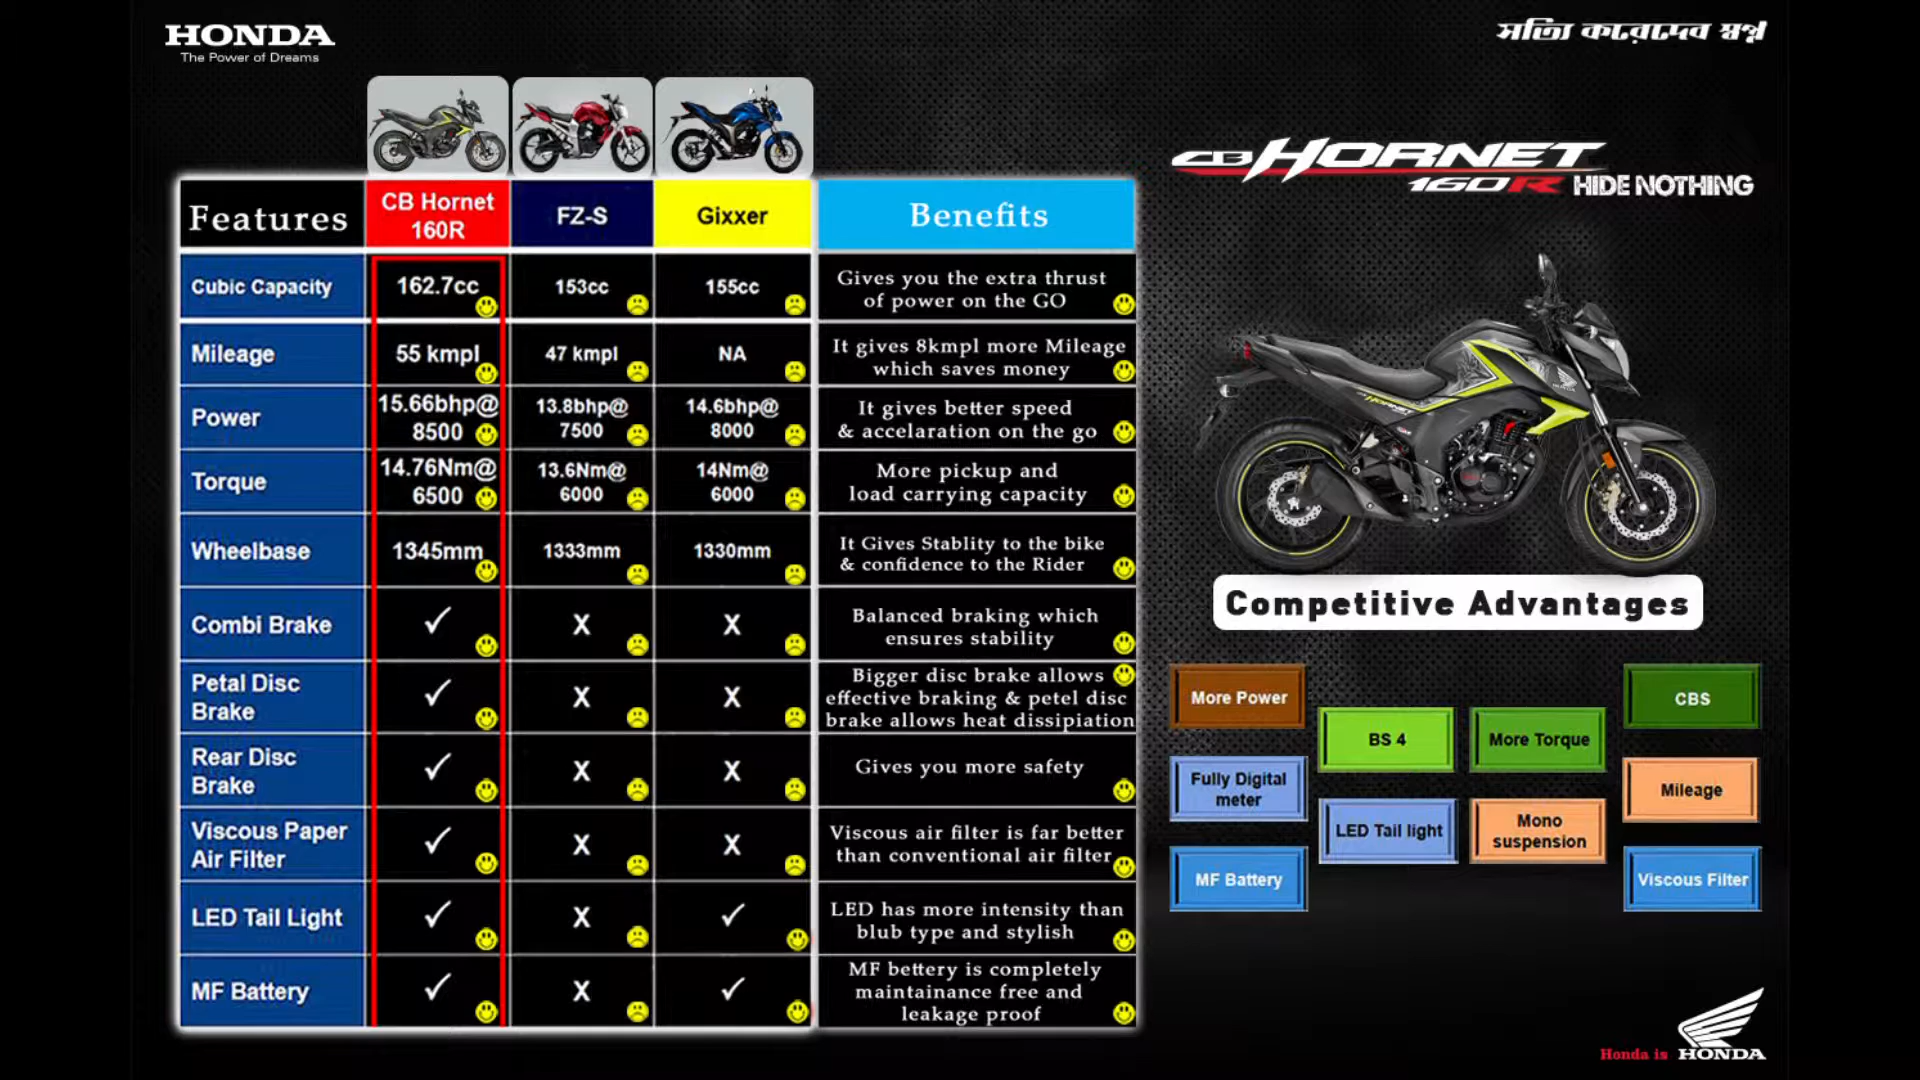 HONDA
The Power of Dreams
সত্যি করে দেব স্বপ্ন
CB HORNET
160R HIDE NOTHING
Features CB Hornet 160R FZ-S Gixxer Benefits
Cubic Capacity 162.7cc 153cc 155cc Gives you the extra thrust
of power on the GO
Mileage 55 kmpl 47 kmpl NA It gives 8kmpl more Mileage
which saves money
Power 15.66bhp@ 13.8bhp@ 14.6bhp@ It gives better speed
8500 7500 8000 & accelaration on the go
Torque 14.76Nm@ 13.6Nm@ 14Nm@ More pickup and
6500 6000 6000 load carrying capacity
Wheelbase 1345mm 1333mm 1330mm It Gives Stablity to the bike
& confidence to the Rider
Combi Brake ✓ X X Balanced braking which
ensures stability
Petal Disc
Brake ✓ X X Bigger disc brake allows
effective braking & petel disc
brake allows heat dissipiation
Rear Disc
Brake ✓ X X Gives you more safety
Viscous Paper
Air Filter ✓ X X Viscous air filter is far better
than conventional air filter
LED Tail Light ✓ X ✓ LED has more intensity than
blub type and stylish
MF Battery ✓ X ✓ MF bettery is completely
maintainance free and
leakage proof
HORNET
Competitive Advantages
More Power
CBS
BS 4
More Torque
Fully Digital
meter
Mileage
LED Tail light
Mono
suspension
MF Battery
Viscous Filter
Honda is HONDA